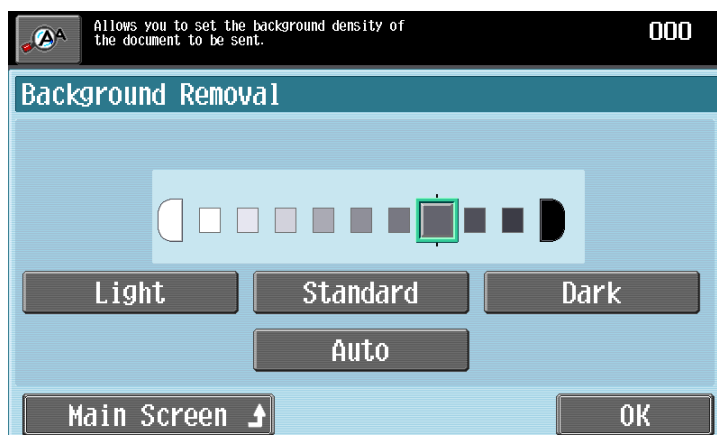 Allows you to set the background density of
the document to be sent.
000
Background Removal
Light
Standard
Dark
Auto
Main Screen
OK